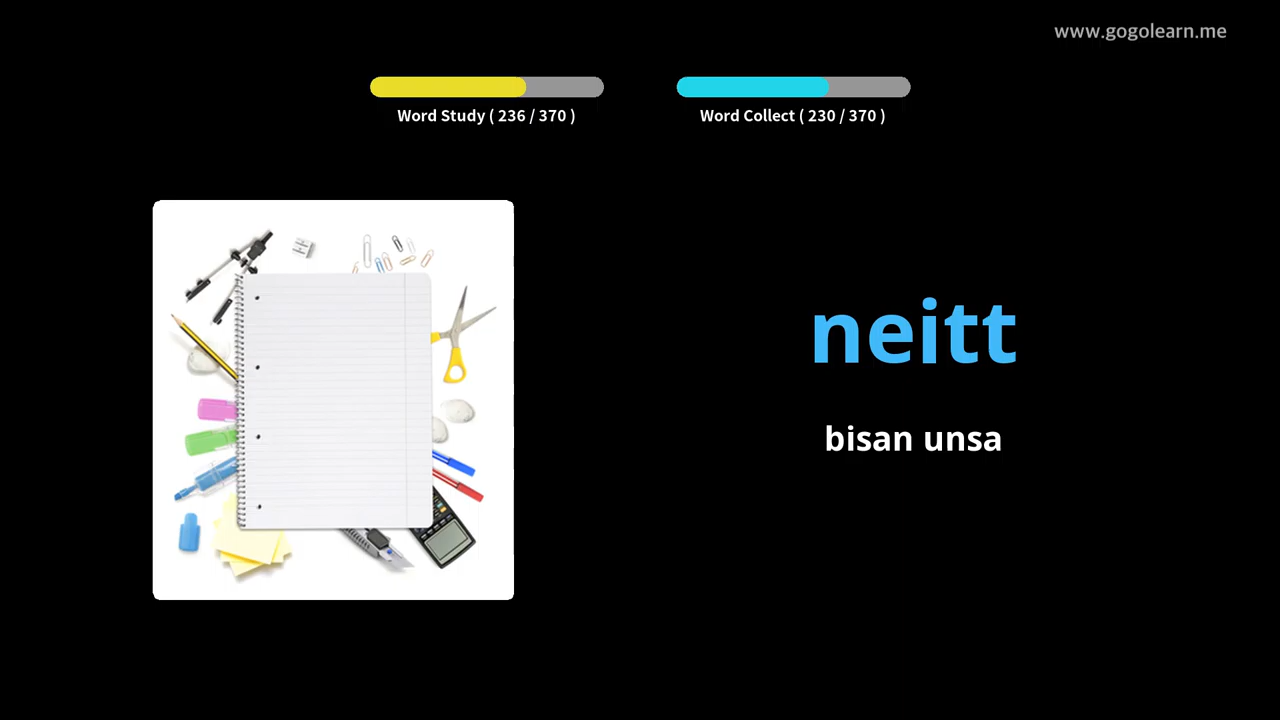 www.gogolearn.me
Word Study ( 236 / 370 )
Word Collect ( 230 / 370 )
neitt
bisan unsa